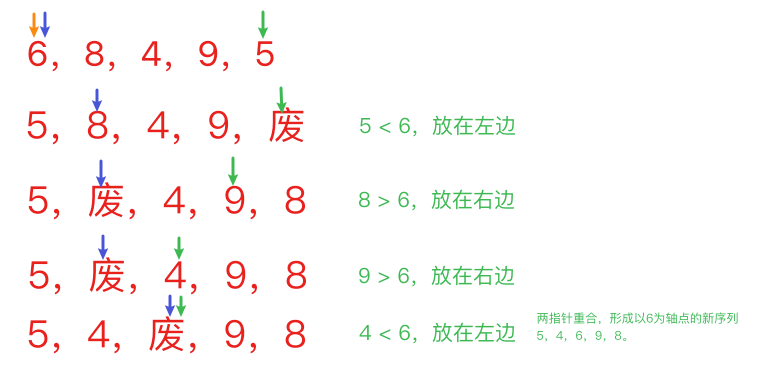 6，8，4，9，5
5，8，4，9，废 5 < 6，放在左边
5，废，4，9，8 8 > 6，放在右边
5，废，4，9，8 9 > 6，放在右边
5，4，废，9，8 4 < 6，放在左边
两指针重合，形成以6为轴点的新序列
5，4，6，9，8。